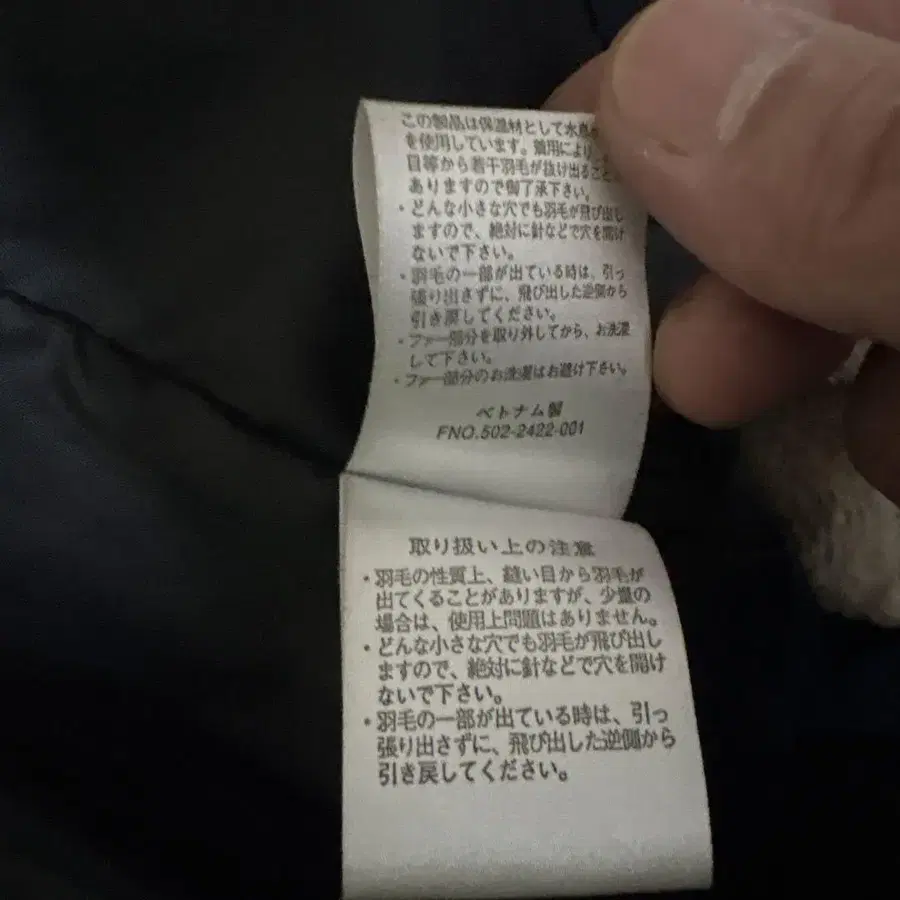 この製品は保温材として水鳥
を使用しています。着用により
目等から若干羽毛が抜け出ること
ありますので御了承下さい。
・どんな小さな穴でも羽毛が飛び出し
ますので、絶対に針などで穴を開け
ないで下さい。
・羽毛の一部が出ている時は、引っ
張り出さずに、飛び出した逆側から
引き戻してください。
・ファー部分を取り外してから、お洗濯
して下さい。
・ファー部分のお洗濯はお避け下さい。
ベトナム製
FNO.502-2422-001
取り扱い上の注意
・羽毛の性質上、縫い目から羽毛が
出てくることがありますが、少量の
場合は、使用上問題はありません。
・どんな小さな穴でも羽毛が飛び出し
ますので、絶対に針などで穴を開け
ないで下さい。
・羽毛の一部が出ている時は、引っ
張り出さずに、飛び出した逆側から
引き戻してください。